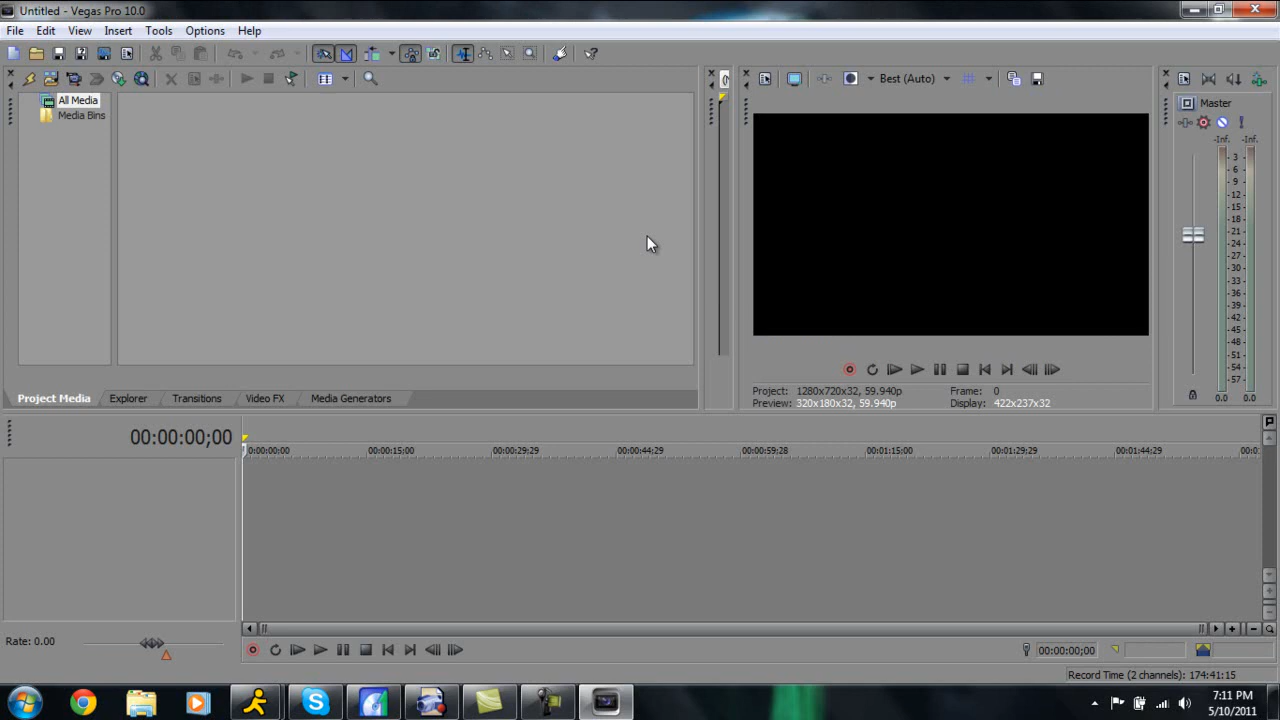 Untitled - Vegas Pro 10.0
File Edit View Insert Tools Options Help
Best (Auto)
All Media
Media Bins
Master
-Inf. -Inf.
3
6
9
12
15
18
21
24
27
30
33
36
39
42
45
48
51
54
57
0.0 0.0
Project: 1280x720x32, 59.940p Frame: 0
Preview: 320x180x32, 59.940p Display: 422x237x32
Project Media Explorer Transitions Video FX Media Generators
00:00:00;00
0:00:00:00 00:00:15;00 00:00:29;29 00:00:44;29 00:00:59;28 00:01:15;00 00:01:29;29 00:01:44;29
Rate: 0.00
00:00:00;00
Record Time (2 channels): 174:41:15
7:11 PM
5/10/2011